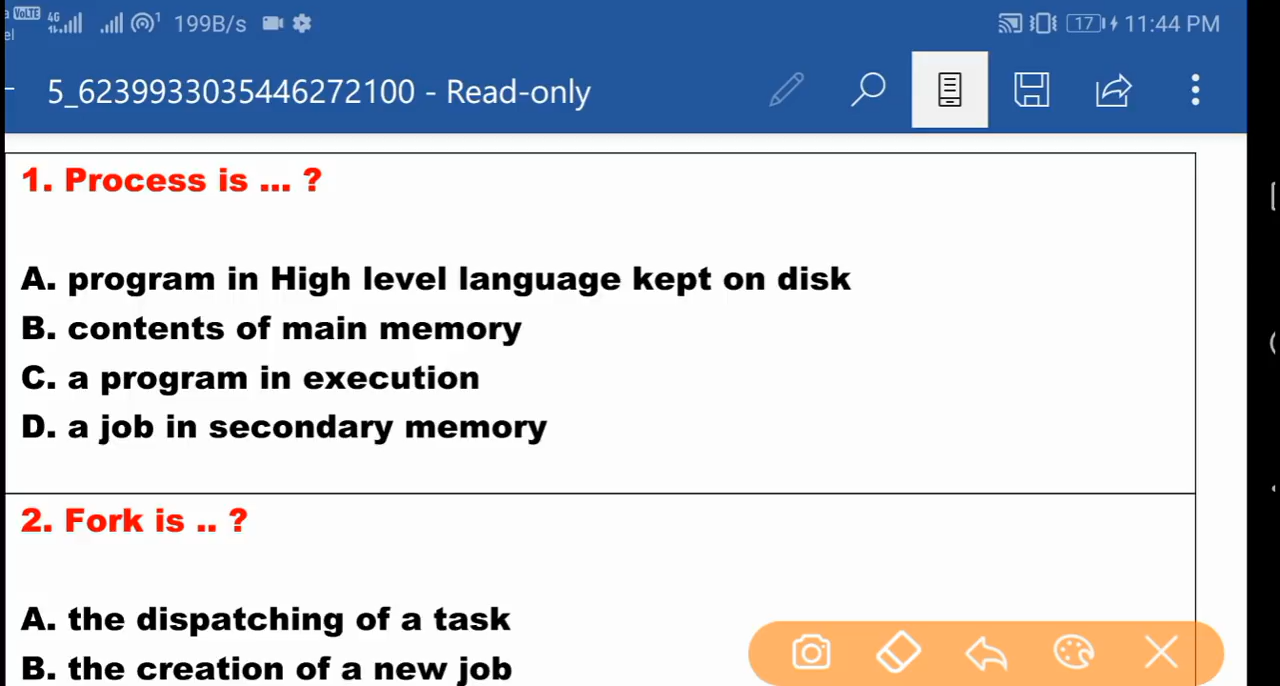 VoLTE 4G 199B/s 17 11:44 PM
5_6239933035446272100 - Read-only
1. Process is ... ?
A. program in High level language kept on disk
B. contents of main memory
C. a program in execution
D. a job in secondary memory
2. Fork is .. ?
A. the dispatching of a task
B. the creation of a new job